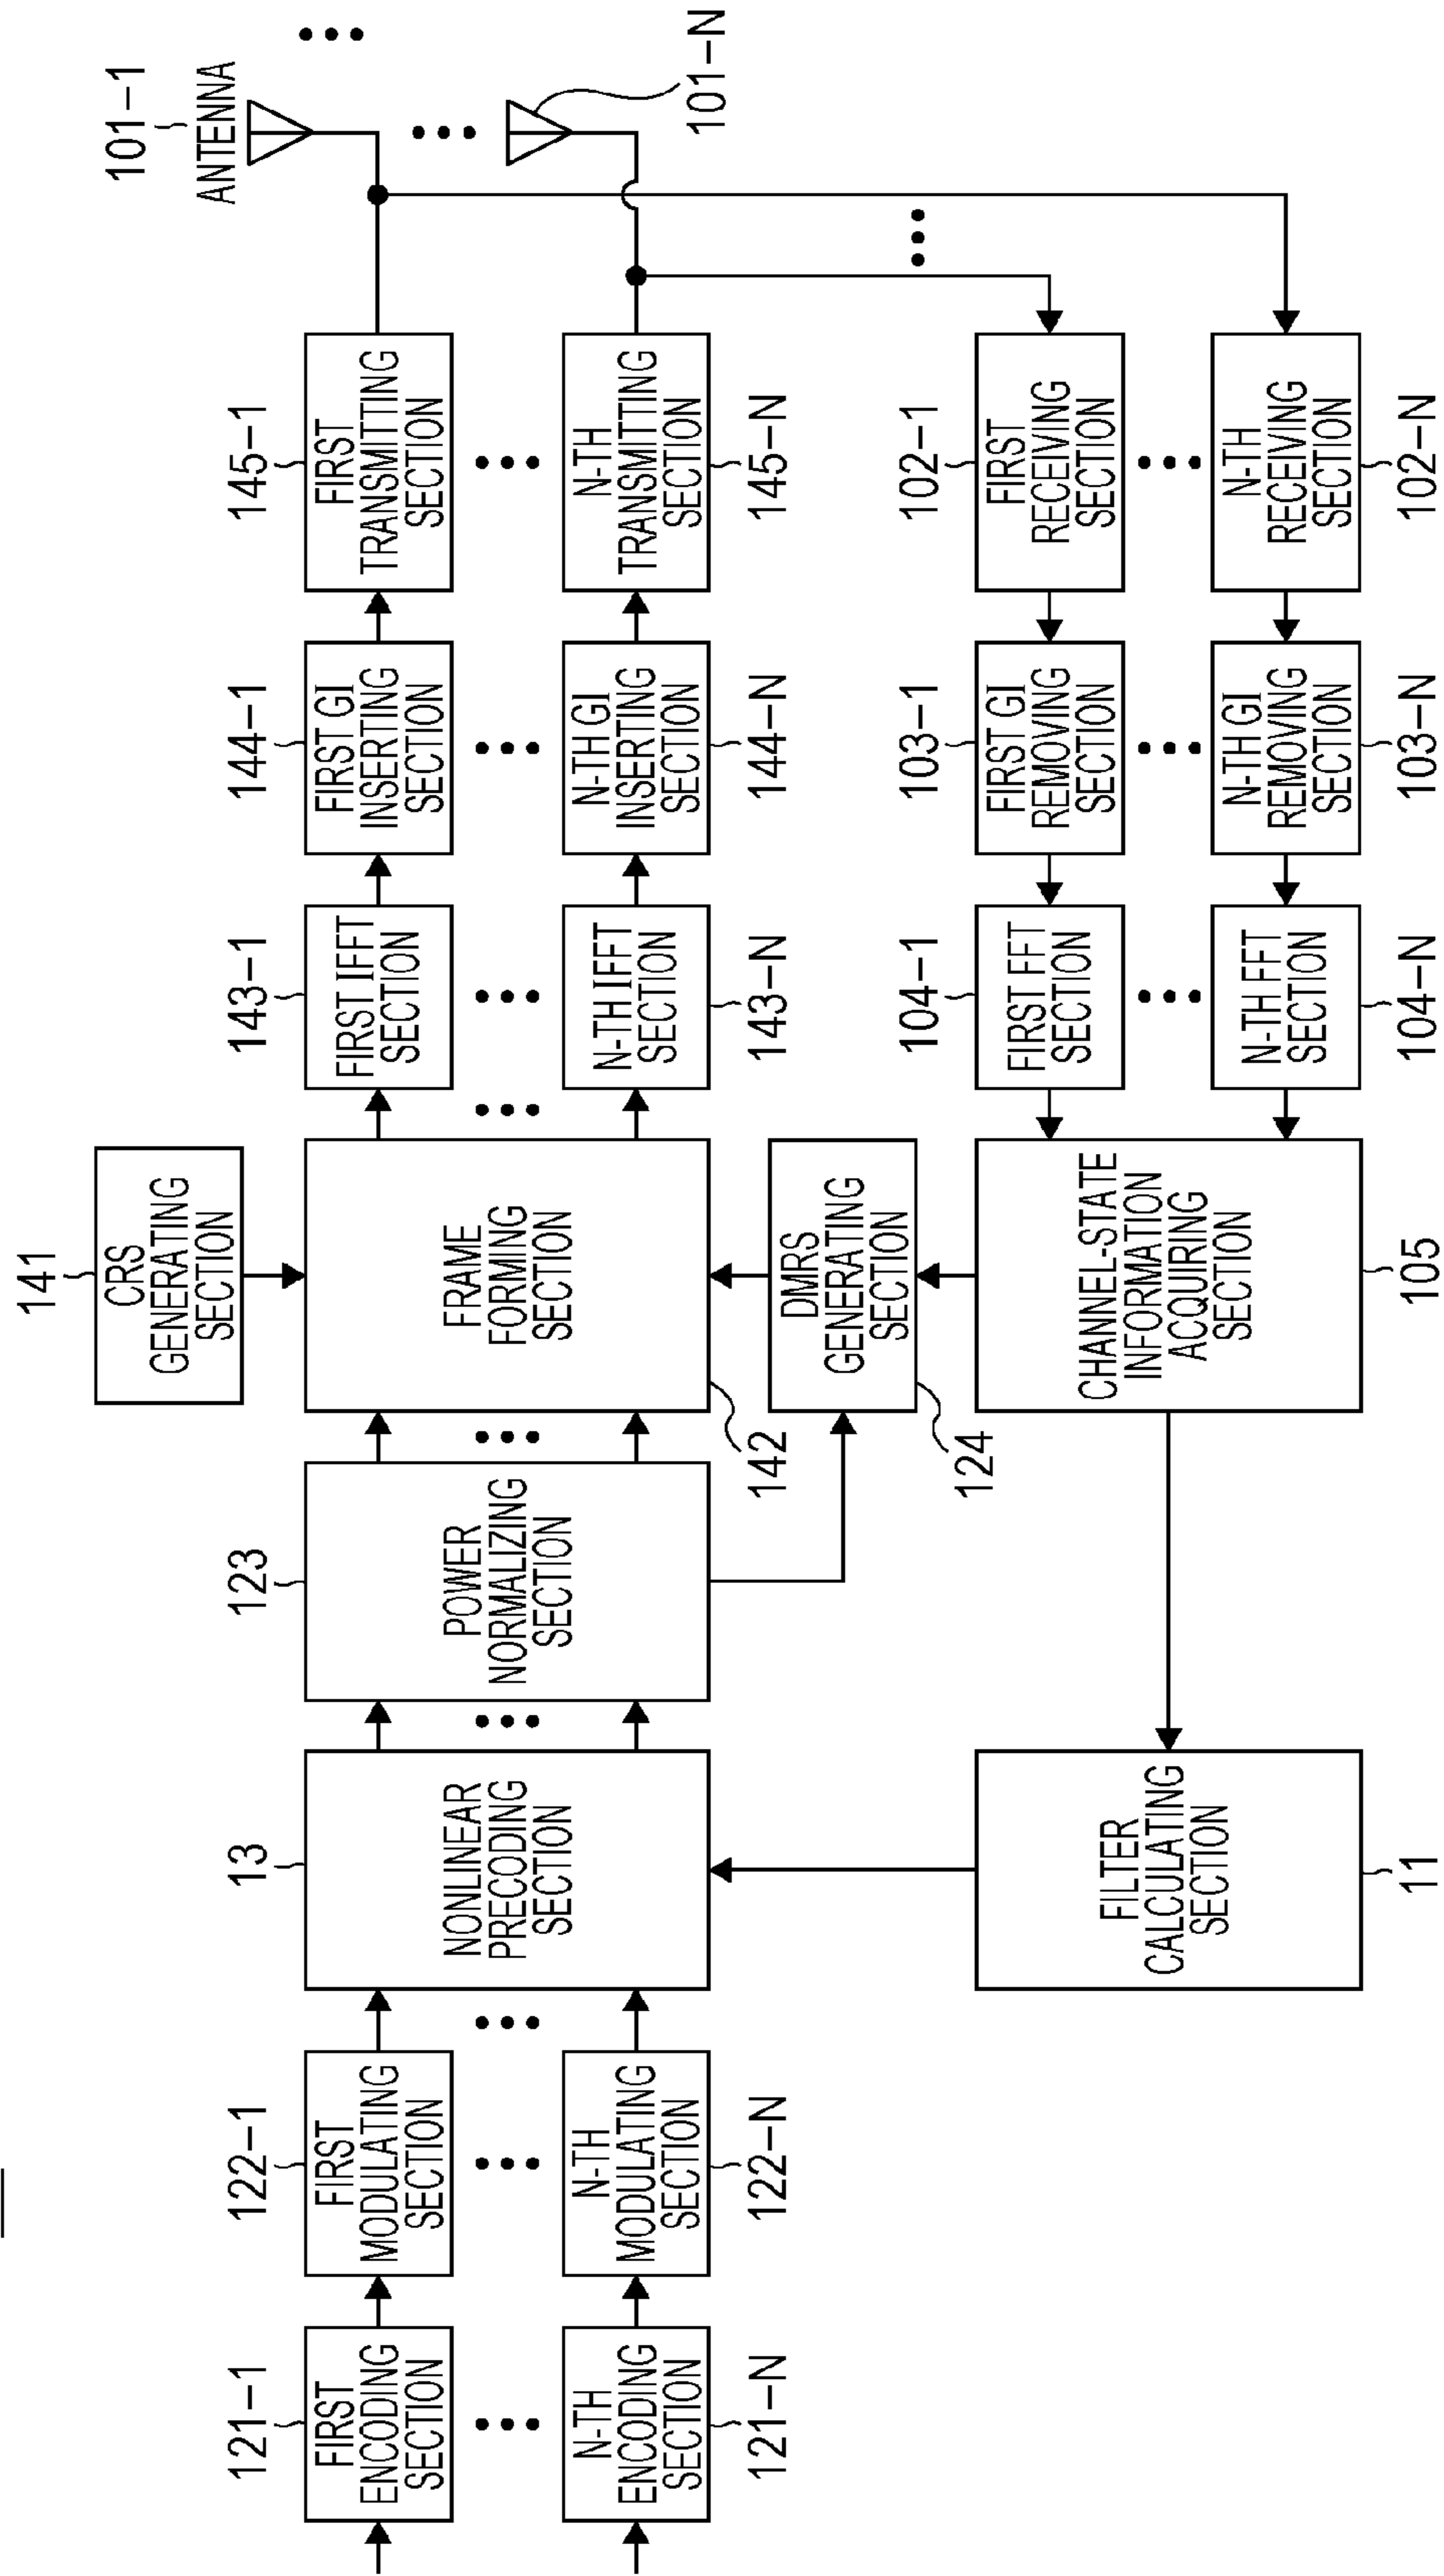 101-1
ANTENNA
101-N
121-1
FIRST
ENCODING
SECTION
122-1
FIRST
MODULATING
SECTION
13
NONLINEAR
PRECODING
SECTION
123
POWER
NORMALIZING
SECTION
141
CRS
GENERATING
SECTION
FRAME
FORMING
SECTION
142
143-1
FIRST IFFT
SECTION
144-1
FIRST GI
INSERTING
SECTION
145-1
FIRST
TRANSMITTING
SECTION
N-TH
ENCODING
SECTION
121-N
N-TH
MODULATING
SECTION
122-N
N-TH IFFT
SECTION
143-N
N-TH GI
INSERTING
SECTION
144-N
N-TH
TRANSMITTING
SECTION
145-N
DMRS
GENERATING
SECTION
124
FILTER
CALCULATING
SECTION
11
CHANNEL-STATE
INFORMATION
ACQUIRING
SECTION
105
104-1
FIRST FFT
SECTION
103-1
FIRST GI
REMOVING
SECTION
102-1
FIRST
RECEIVING
SECTION
N-TH FFT
SECTION
104-N
N-TH GI
REMOVING
SECTION
103-N
N-TH
RECEIVING
SECTION
102-N